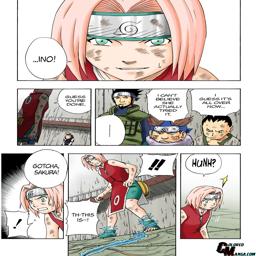 ...INO!
GUESS
IT'S
ALL OVER
NOW...
I CAN'T
BELIEVE
SHE
ACTUALLY
TRIED
IT.
GUESS
YOU'RE
DONE.
GOTCHA,
SAKURA!
!!
TH-THIS
IS--?
HUNH?
COLORED
MANGA.COM